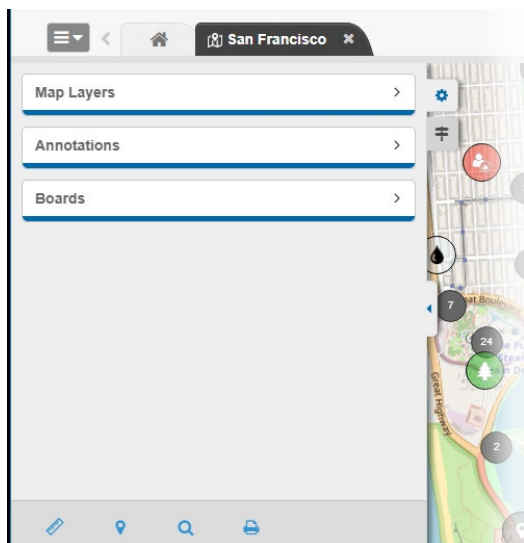 San Francisco
Map Layers
Annotations
Boards
7
24
2
Great Highway